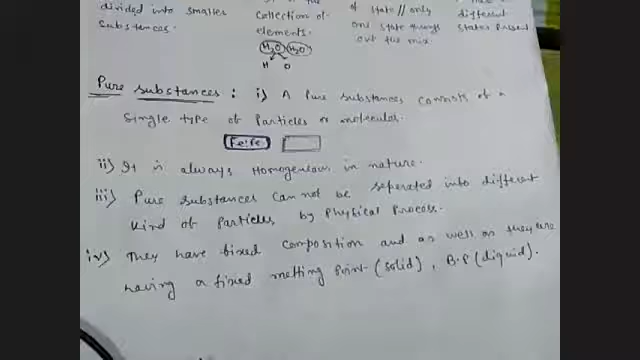 divided into smaller
substances.
collection of
elements.
H₂O H₂O
H O
of state // only
one state through
out the mix
different
states present
Pure substances : i) A Pure substances consists of a
single type of Particles or molecules.
Fe:Fe
ii) It is always Homogeneous in nature.
iii) Pure substances can not be seperated into different
kind of Particles by Physical Process.
iv) They have fixed composition and as well as they are
having a fixed melting Point (solid), B.P (liquid).